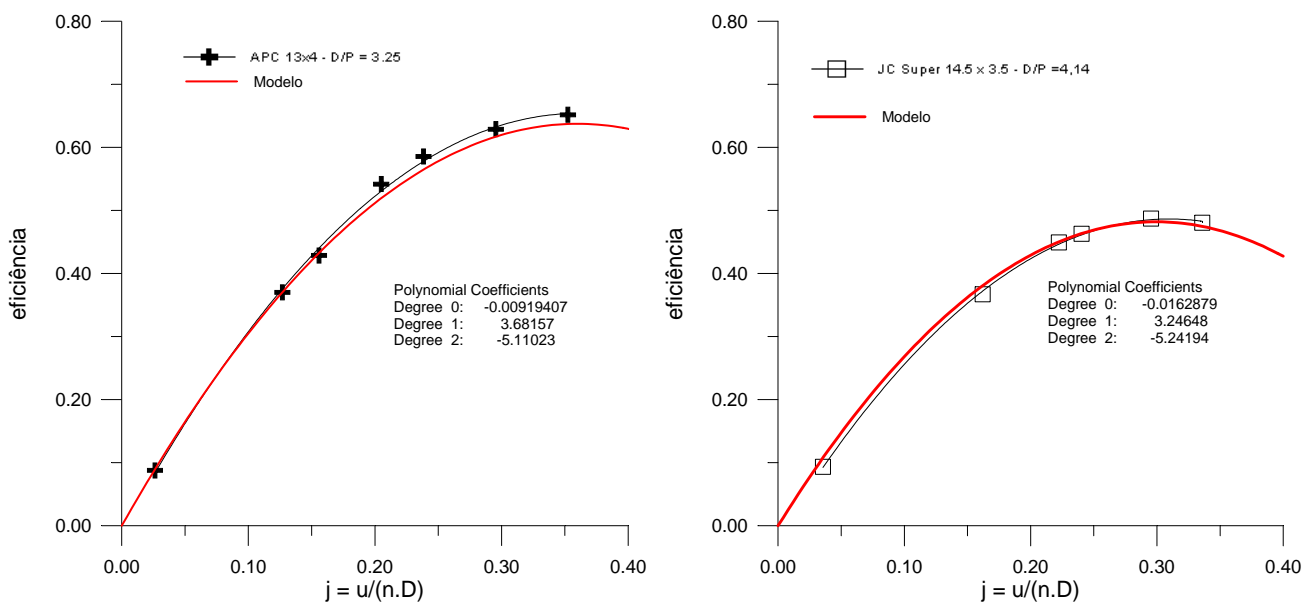 0.80
0.60
0.40
0.20
0.00
eficiência
APC 13x4 - D/P = 3.25
Modelo
Polynomial Coefficients
Degree 0: -0.00919407
Degree 1: 3.68157
Degree 2: -5.11023
0.00 0.10 0.20 0.30 0.40
j = u/(n.D)
0.80
0.60
0.40
0.20
0.00
eficiência
JC Super 14.5 x 3.5 - D/P =4,14
Modelo
Polynomial Coefficients
Degree 0: -0.0162879
Degree 1: 3.24648
Degree 2: -5.24194
0.00 0.10 0.20 0.30 0.40
j = u/(n.D)